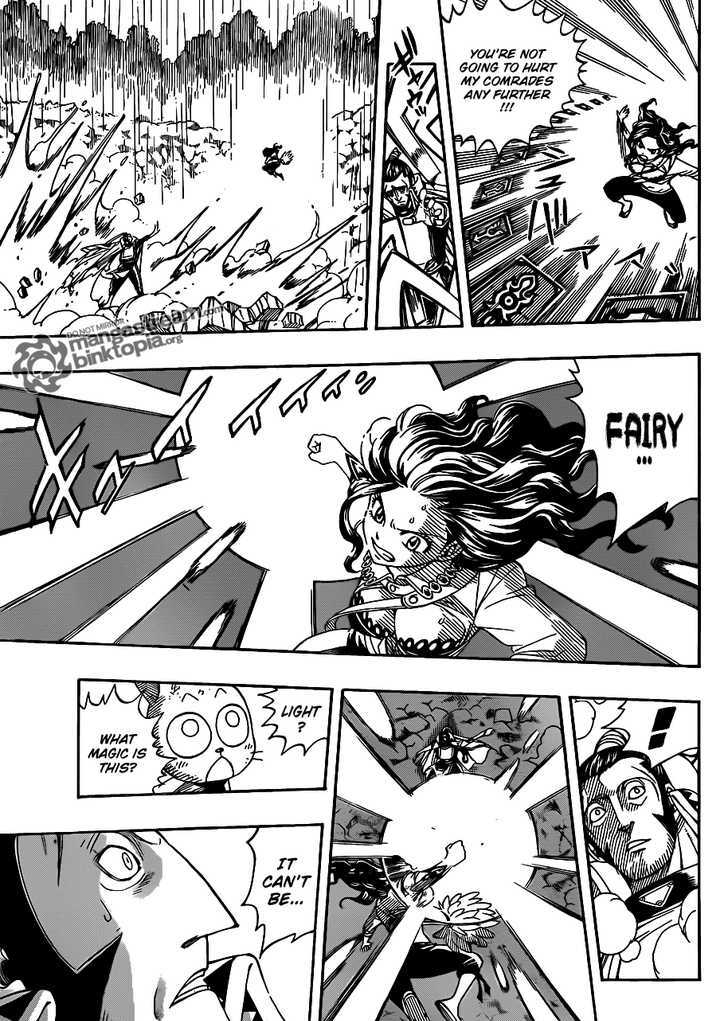 YOU'RE NOT
GOING TO HURT
MY COMRADES
ANY FURTHER
!!!
DO NOT MIRROR
mangastream.com
binktopia.org
FAIRY
...
!!
LIGHT
?
WHAT
MAGIC IS
THIS?
IT
CAN'T
BE...